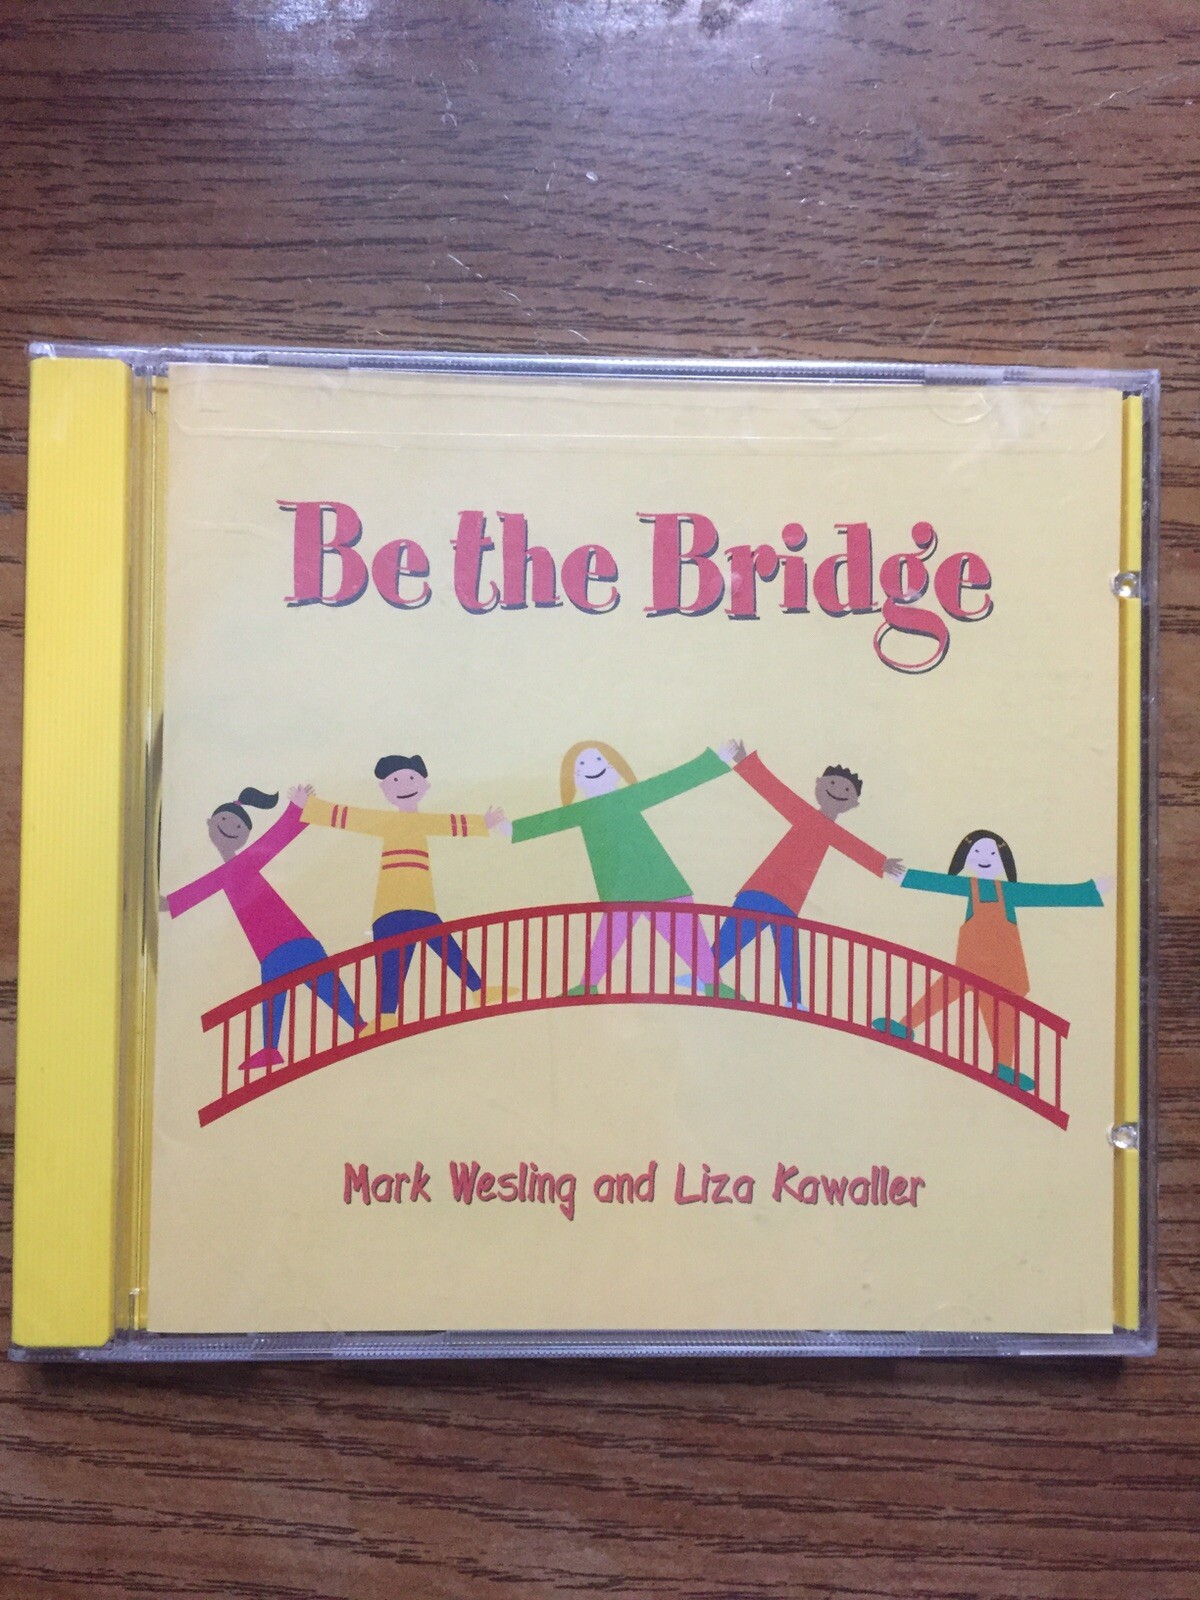 Be the Bridge
Mark Wesling and Liza Kawaller